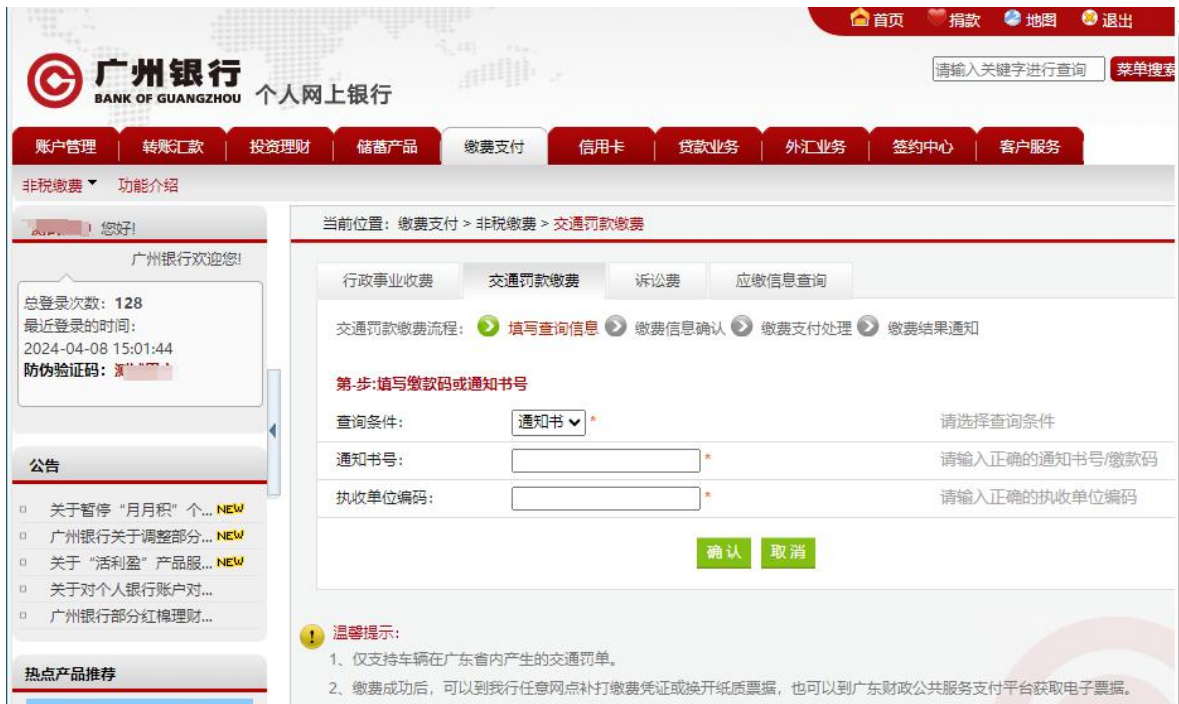 首页 捐款 地图 退出
广州银行
BANK OF GUANGZHOU 个人网上银行
请输入关键字进行查询 菜单搜索
账户管理 转账汇款 投资理财 储蓄产品 缴费支付 信用卡 贷款业务 外汇业务 签约中心 客户服务
非税缴费 功能介绍
您好!
广州银行欢迎您!
总登录次数: 128
最近登录的时间:
2024-04-08 15:01:44
防伪验证码:
公告
关于暂停“月月积”个... NEW
广州银行关于调整部分... NEW
关于“活利盈”产品服... NEW
关于对个人银行账户对...
广州银行部分红棉理财...
热点产品推荐
当前位置: 缴费支付 > 非税缴费 > 交通罚款缴费
行政事业收费 交通罚款缴费 诉讼费 应缴信息查询
交通罚款缴费流程: 填写查询信息 缴费信息确认 缴费支付处理 缴费结果通知
第-步:填写缴款码或通知书号
查询条件: 通知书 * 请选择查询条件
通知书号: * 请输入正确的通知书号/缴款码
执收单位编码: * 请输入正确的执收单位编码
确认 取消
温馨提示:
1、仅支持车辆在广东省内产生的交通罚单。
2、缴费成功后，可以到我行任意网点补打缴费凭证或换开纸质票据，也可以到广东财政公共服务支付平台获取电子票据。